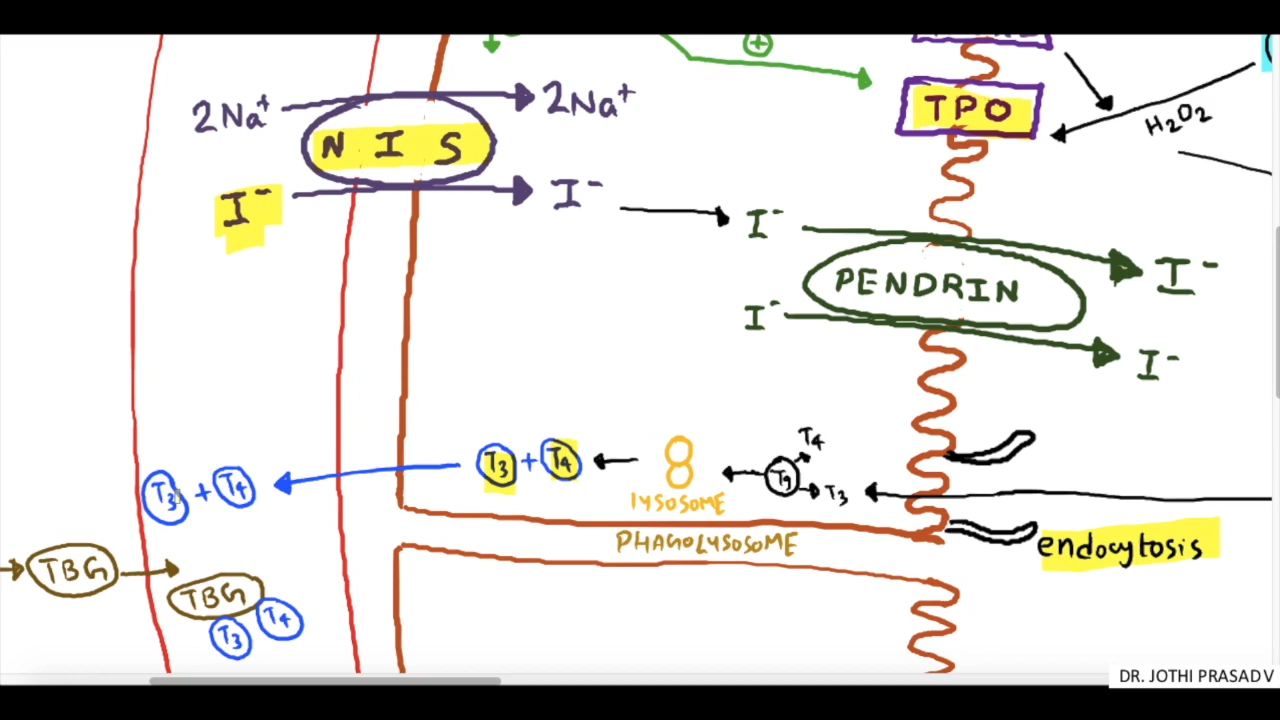 2Na⁺
2Na⁺
NIS
I⁻
I⁻
TPO
H₂O₂
I⁻
I⁻
PENDRIN
I⁻
I⁻
T₄
T₃ + T₄
Tg
T₃
T₃ + T₄
LYSOSOME
PHAGOLYSOSOME
endocytosis
TBG
TBG
T₄
T₃
DR. JOTHI PRASAD V